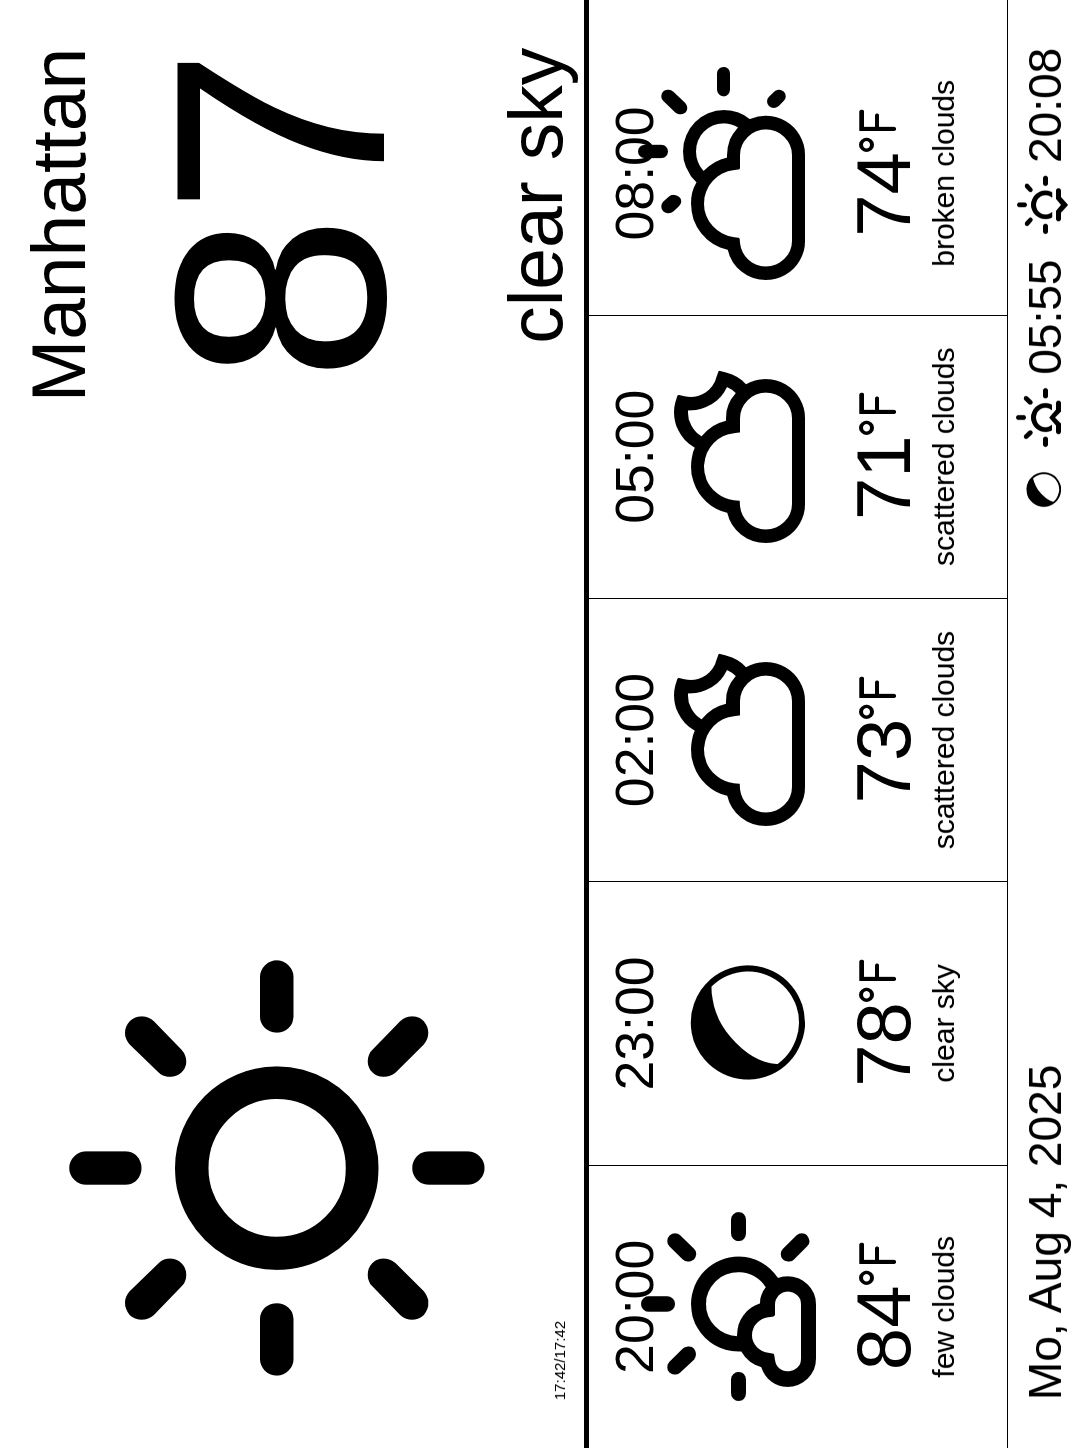 Manhattan
87
clear sky
17:42/17:42
20:00
84°F
few clouds
23:00
78°F
clear sky
02:00
73°F
scattered clouds
05:00
71°F
scattered clouds
08:00
74°F
broken clouds
Mo, Aug 4, 2025
05:55
20:08